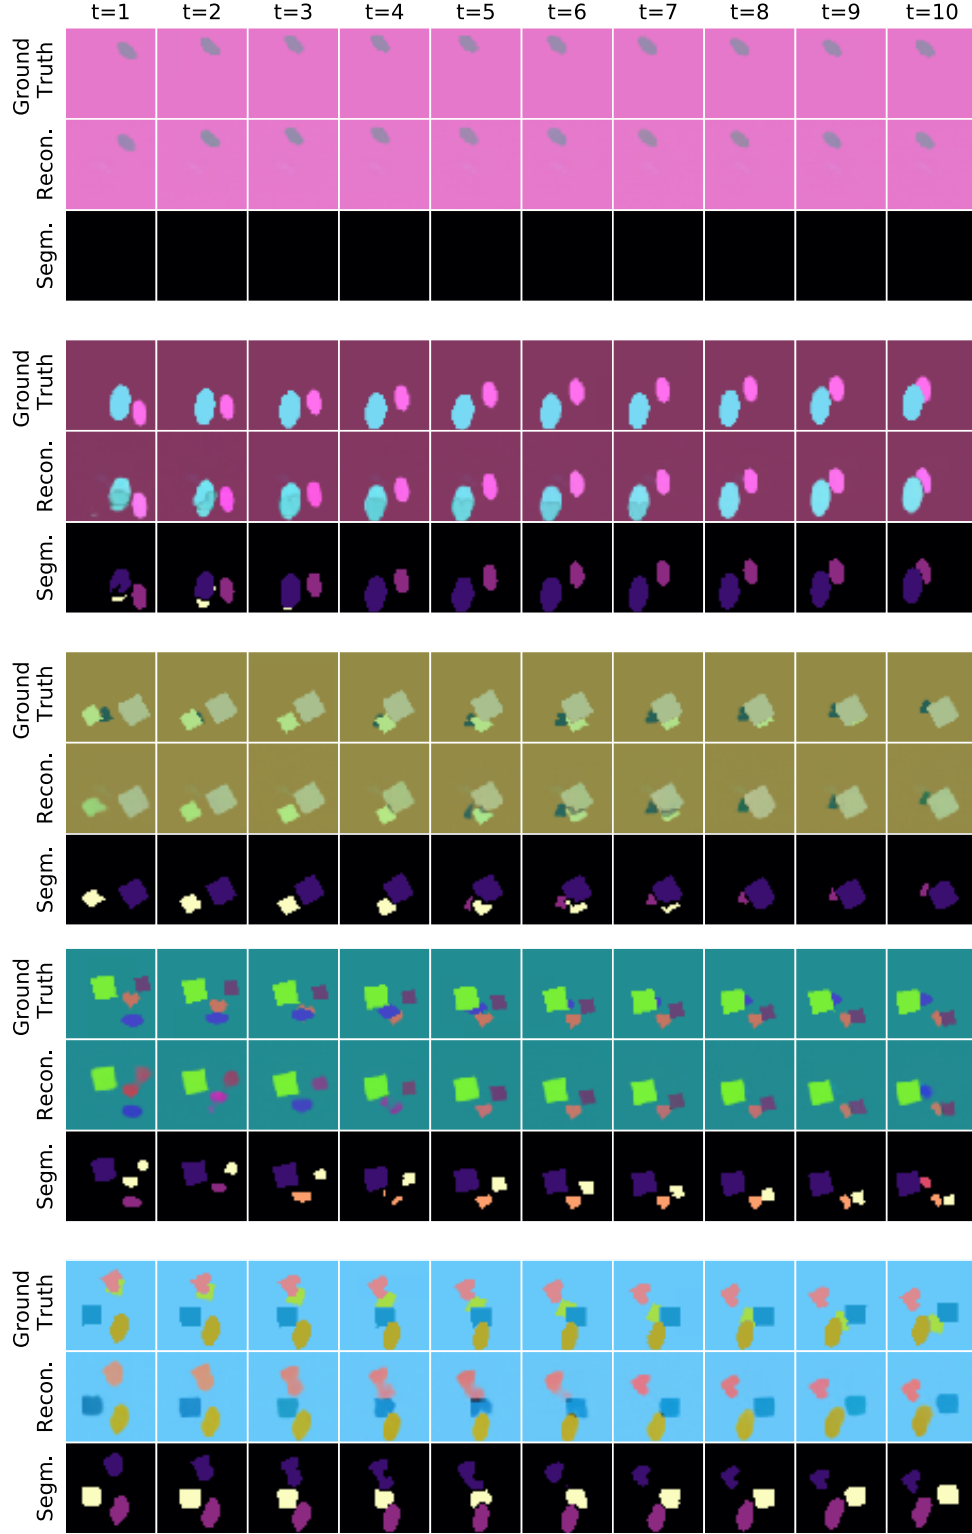 t=1 t=2 t=3 t=4 t=5 t=6 t=7 t=8 t=9 t=10
Ground
Truth
Recon.
Segm.
Ground
Truth
Recon.
Segm.
Ground
Truth
Recon.
Segm.
Ground
Truth
Recon.
Segm.
Ground
Truth
Recon.
Segm.